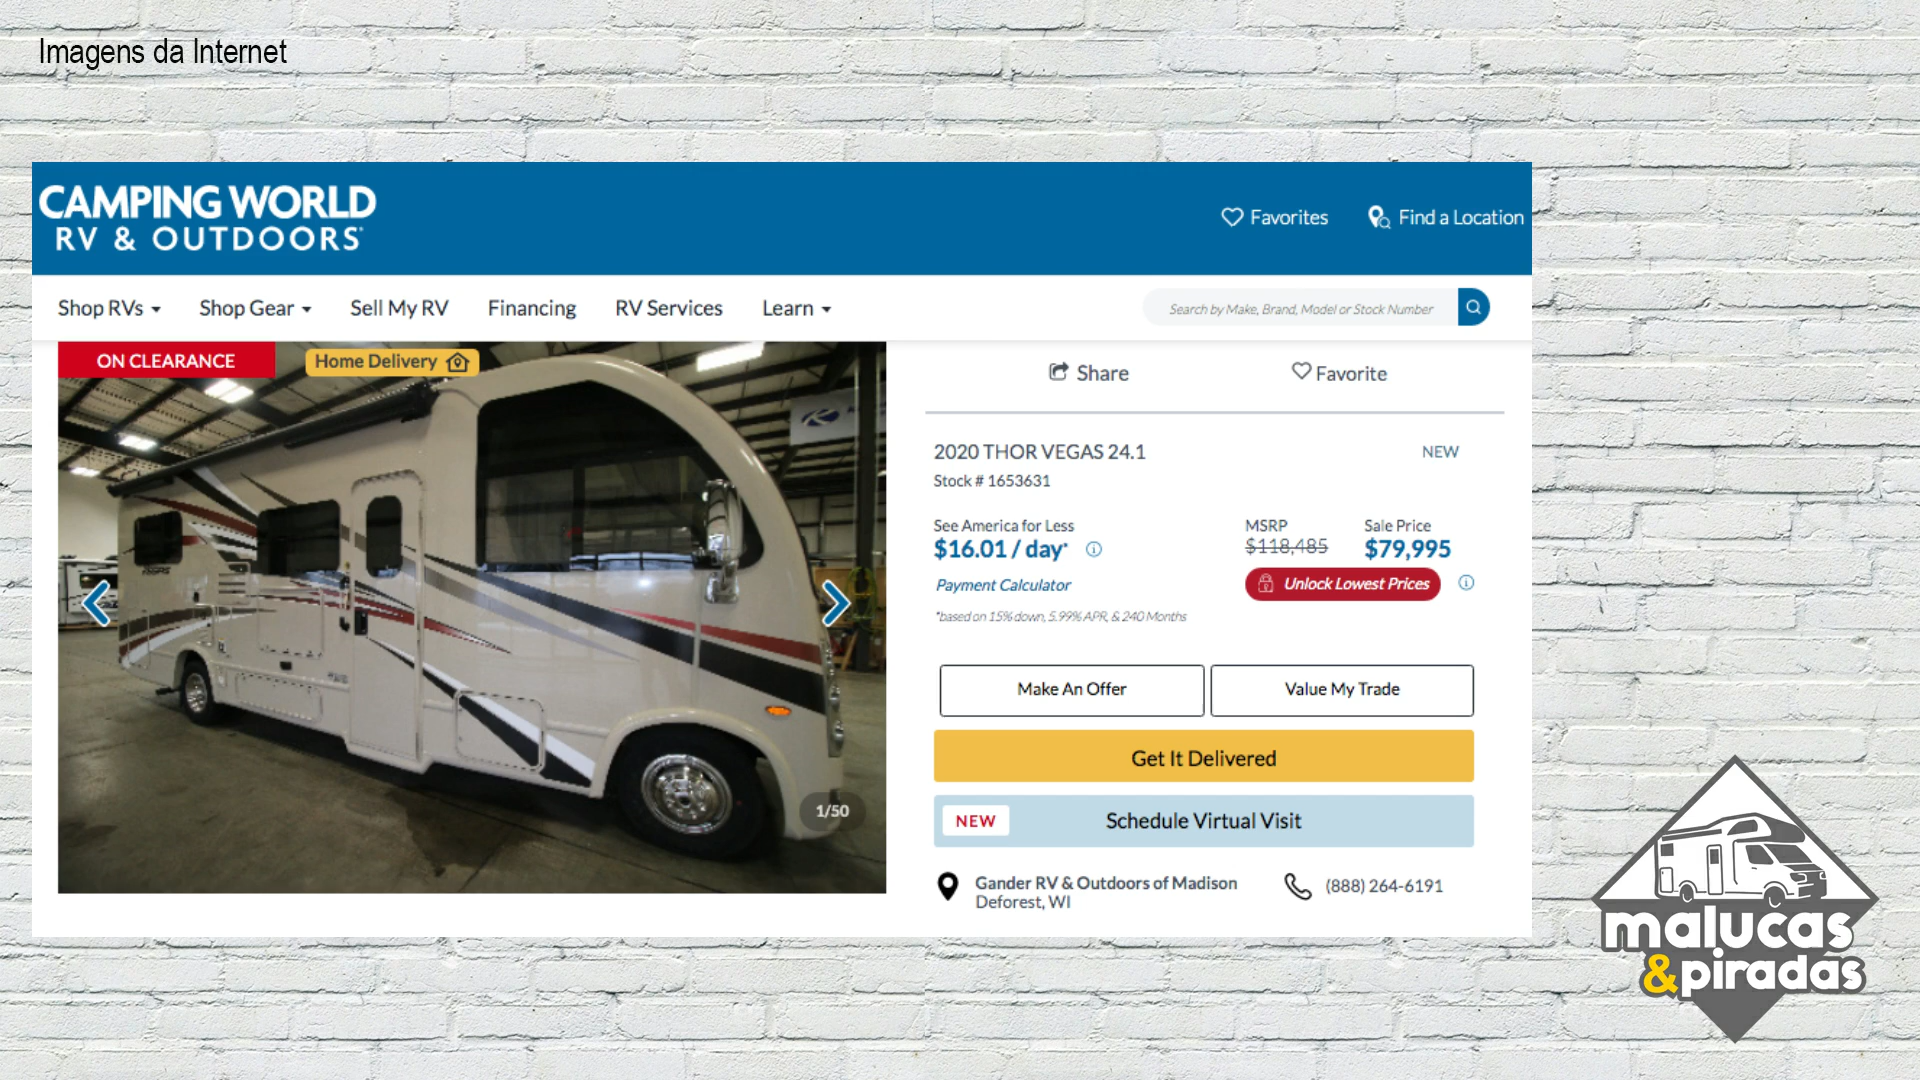 Imagens da Internet
CAMPING WORLD
RV & OUTDOORS
Favorites
Find a Location
Shop RVs
Shop Gear
Sell My RV
Financing
RV Services
Learn
Search by Make, Brand, Model or Stock Number
ON CLEARANCE
Home Delivery
1/50
Share
Favorite
2020 THOR VEGAS 24.1
NEW
Stock # 1653631
See America for Less
$16.01 / day*
Payment Calculator
*based on 15% down, 5.99% APR, & 240 Months
MSRP
$118,485
Sale Price
$79,995
Unlock Lowest Prices
Make An Offer
Value My Trade
Get It Delivered
NEW
Schedule Virtual Visit
Gander RV & Outdoors of Madison
Deforest, WI
(888) 264-6191
malucas
&piradas